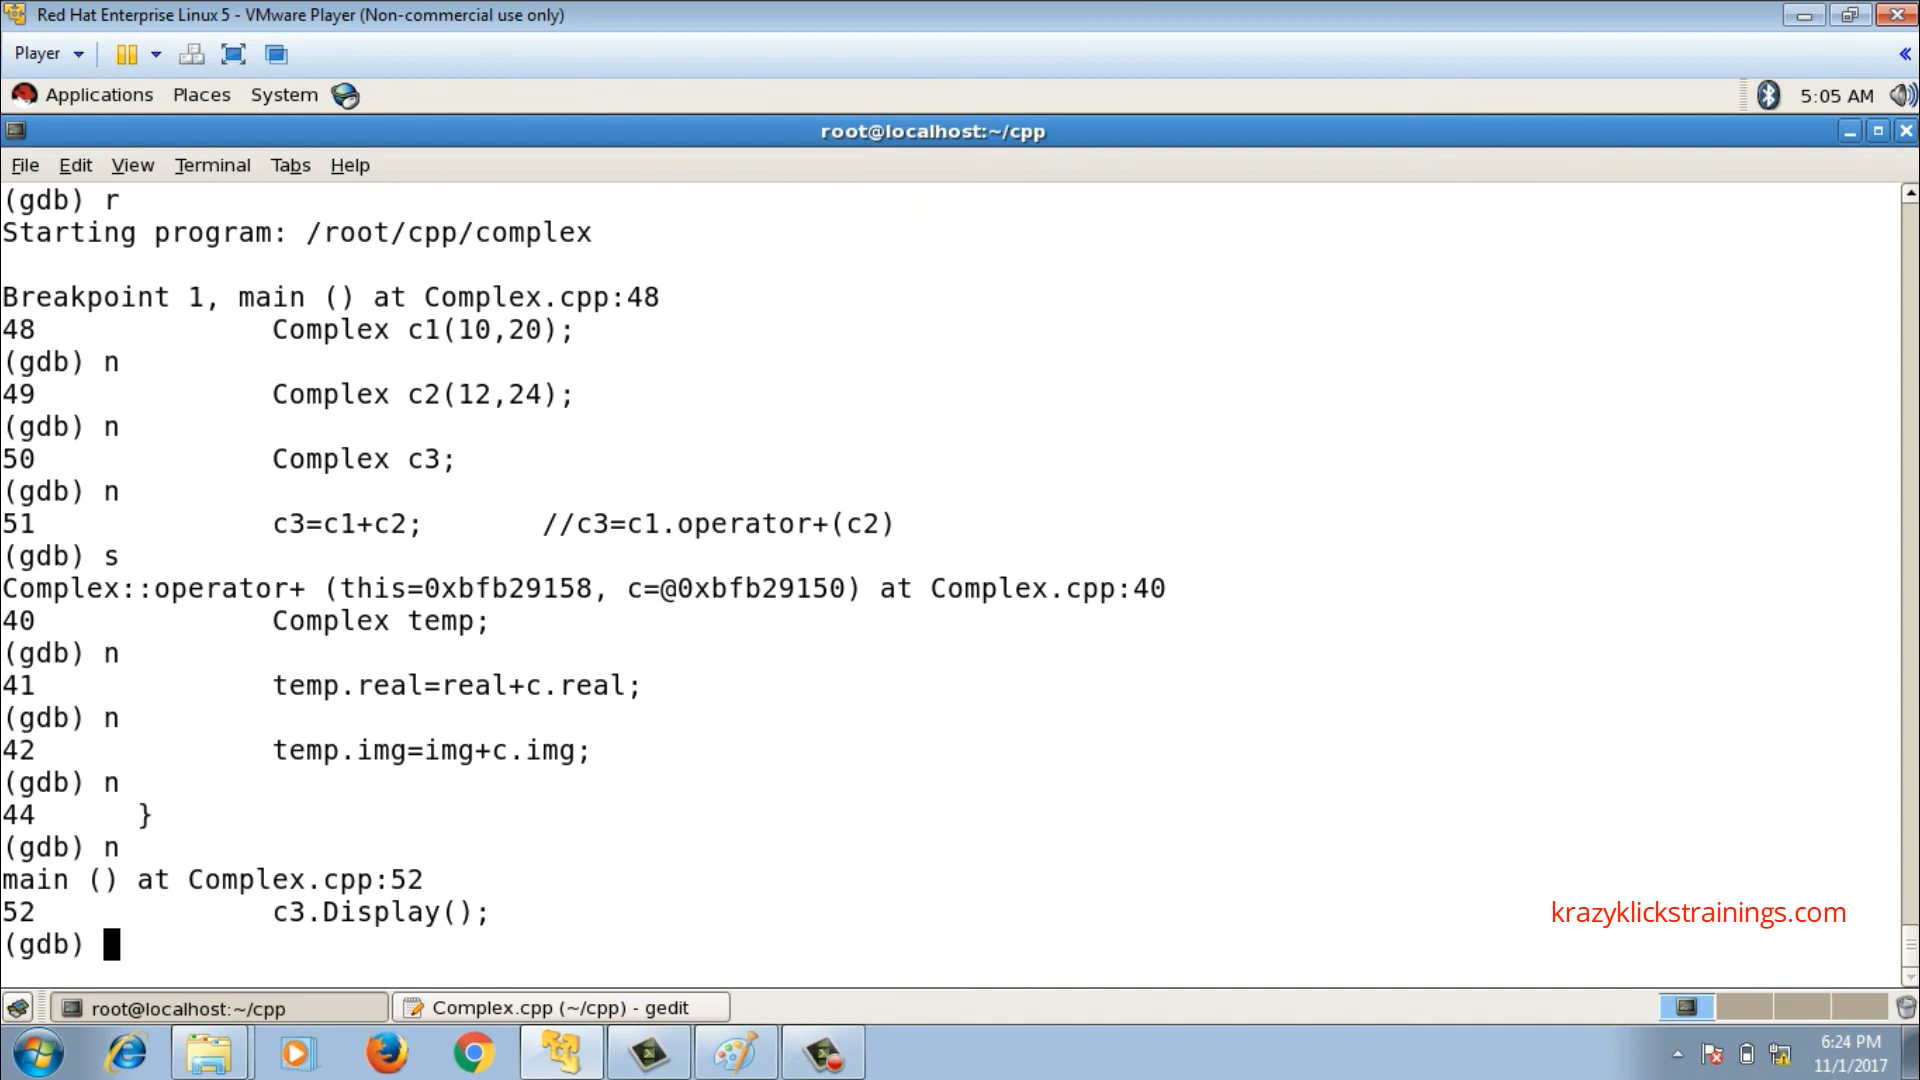 Red Hat Enterprise Linux 5 - VMware Player (Non-commercial use only)
Player
Applications Places System 5:05 AM
root@localhost:~/cpp
File Edit View Terminal Tabs Help
(gdb) r
Starting program: /root/cpp/complex
Breakpoint 1, main () at Complex.cpp:48
48 Complex c1(10,20);
(gdb) n
49 Complex c2(12,24);
(gdb) n
50 Complex c3;
(gdb) n
51 c3=c1+c2; //c3=c1.operator+(c2)
(gdb) s
Complex::operator+ (this=0xbfb29158, c=@0xbfb29150) at Complex.cpp:40
40 Complex temp;
(gdb) n
41 temp.real=real+c.real;
(gdb) n
42 temp.img=img+c.img;
(gdb) n
44 }
(gdb) n
main () at Complex.cpp:52
52 c3.Display();
(gdb)
krazyklickstrainings.com
root@localhost:~/cpp Complex.cpp (~/cpp) - gedit
6:24 PM
11/1/2017